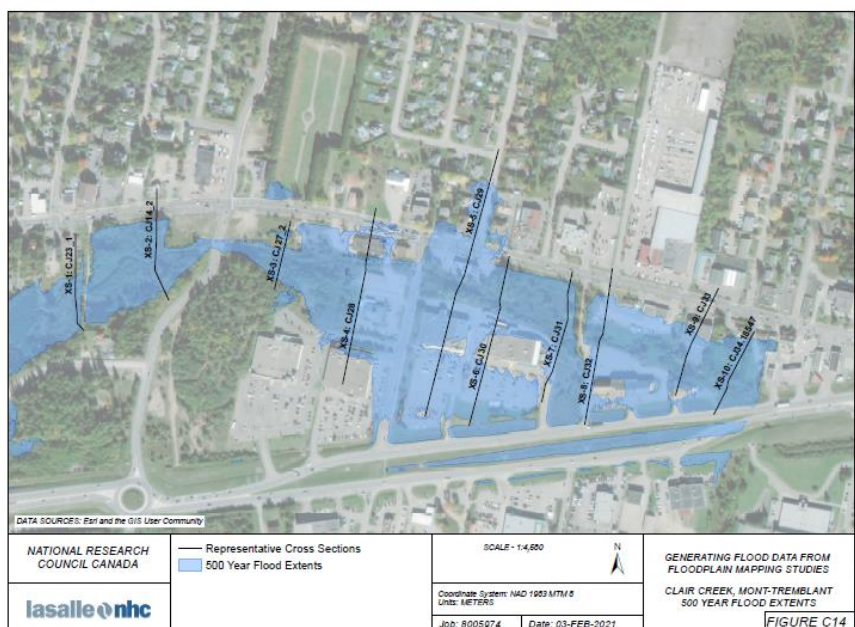 XS-1: CJ23_1
XS-2: CJ14_2
XS-3: CJ27_2
XS-4: CJ28
XS-5: CJ29
XS-6: CJ30
XS-7: CJ31
XS-8: CJ32
XS-9: CJ33
XS-10: CJ34.18547
DATA SOURCES: Esri and the GIS User Community
NATIONAL RESEARCH
COUNCIL CANADA
lasalle nhc
Representative Cross Sections
500 Year Flood Extents
SCALE - 1:4,650
N
Coordinate System: NAD 1983 MTM 8
Units: METERS
Job: 8005974
Date: 03-FEB-2021
GENERATING FLOOD DATA FROM
FLOODPLAIN MAPPING STUDIES
CLAIR CREEK, MONT-TREMBLANT
500 YEAR FLOOD EXTENTS
FIGURE C14